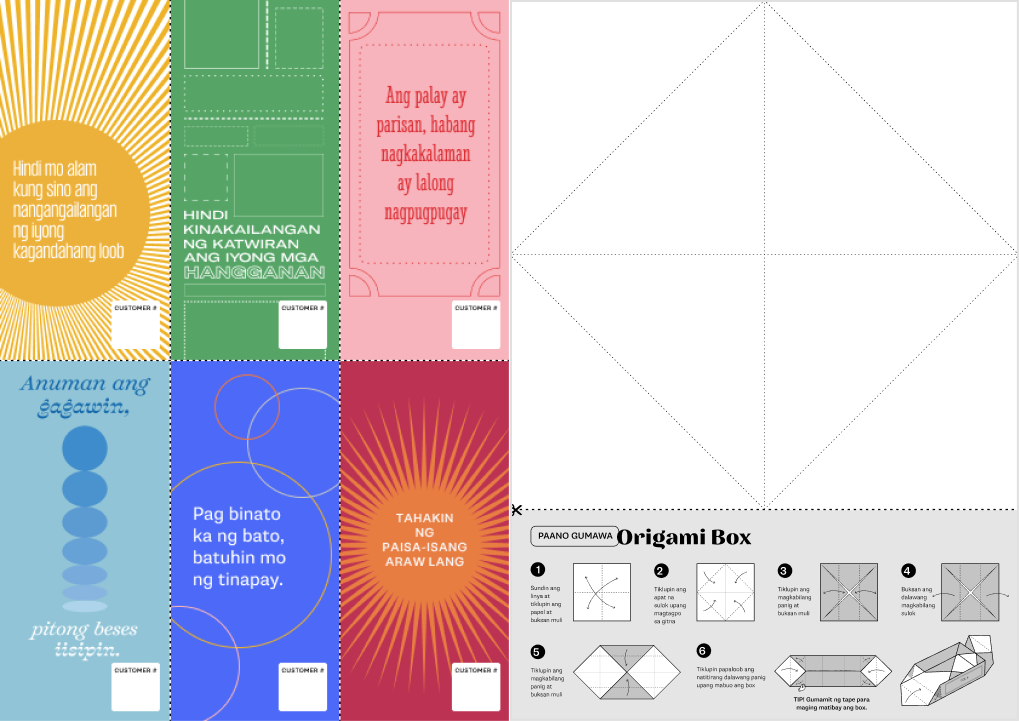 Hindi mo alam
kung sino ang
nangangailangan
ng iyong
kagandahang loob
CUSTOMER #
HINDI
KINAKAILANGAN
NG KATWIRAN
ANG IYONG MGA
HANGGANAN
CUSTOMER #
Ang palay ay
parisan, habang
nagkakalaman
ay lalong
nagpugpugay
CUSTOMER #
Anuman ang
gagawin,
pitong beses
iisipin.
CUSTOMER #
Pag binato
ka ng bato,
batuhin mo
ng tinapay.
CUSTOMER #
TAHAKIN
NG
PAISA-ISANG
ARAW LANG
CUSTOMER #
PAANO GUMAWA Origami Box
1
Sundin ang
linya at
tiklupin ang
papel at
buksan muli
2
Tiklupin ang
apat na
sulok upang
magtagpo
sa gitna
3
Tiklupin ang
magkabilang
panig at
buksan muli
4
Buksan ang
dalawang
magkabilang
sulok
5
Tiklupin ang
magkabilang
panig at
buksan muli
6
Tiklupin papaloob ang
natitirang dalawang panig
upang mabuo ang box
TIP! Gumamit ng tape para
maging matibay ang box.